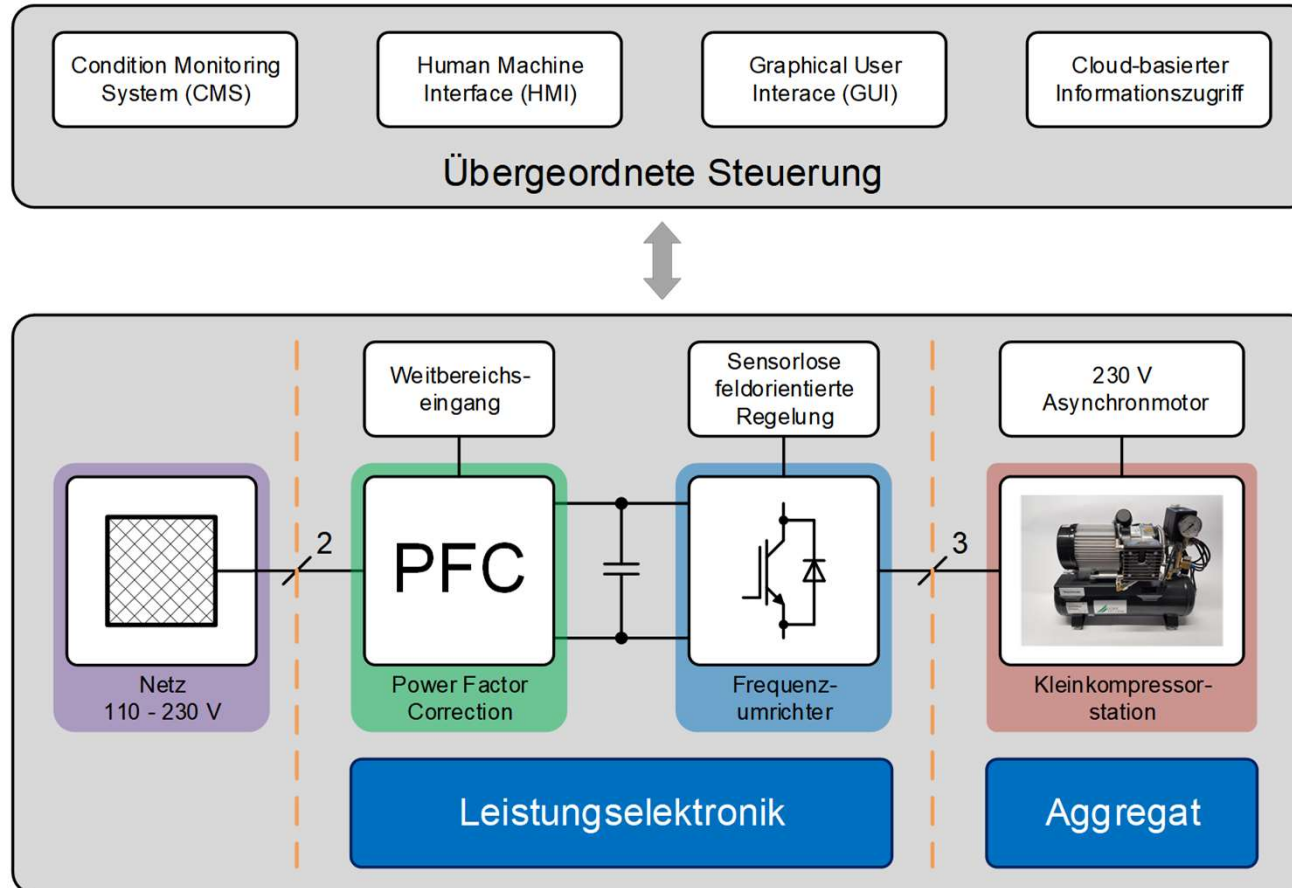 Condition Monitoring
System (CMS)
Human Machine
Interface (HMI)
Graphical User
Interace (GUI)
Cloud-basierter
Informationszugriff
Übergeordnete Steuerung
Weitbereichs-
eingang
Sensorlose
feldorientierte
Regelung
230 V
Asynchronmotor
2
PFC
3
Netz
110 - 230 V
Power Factor
Correction
Frequenz-
umrichter
Kleinkompressor-
station
Leistungselektronik
Aggregat